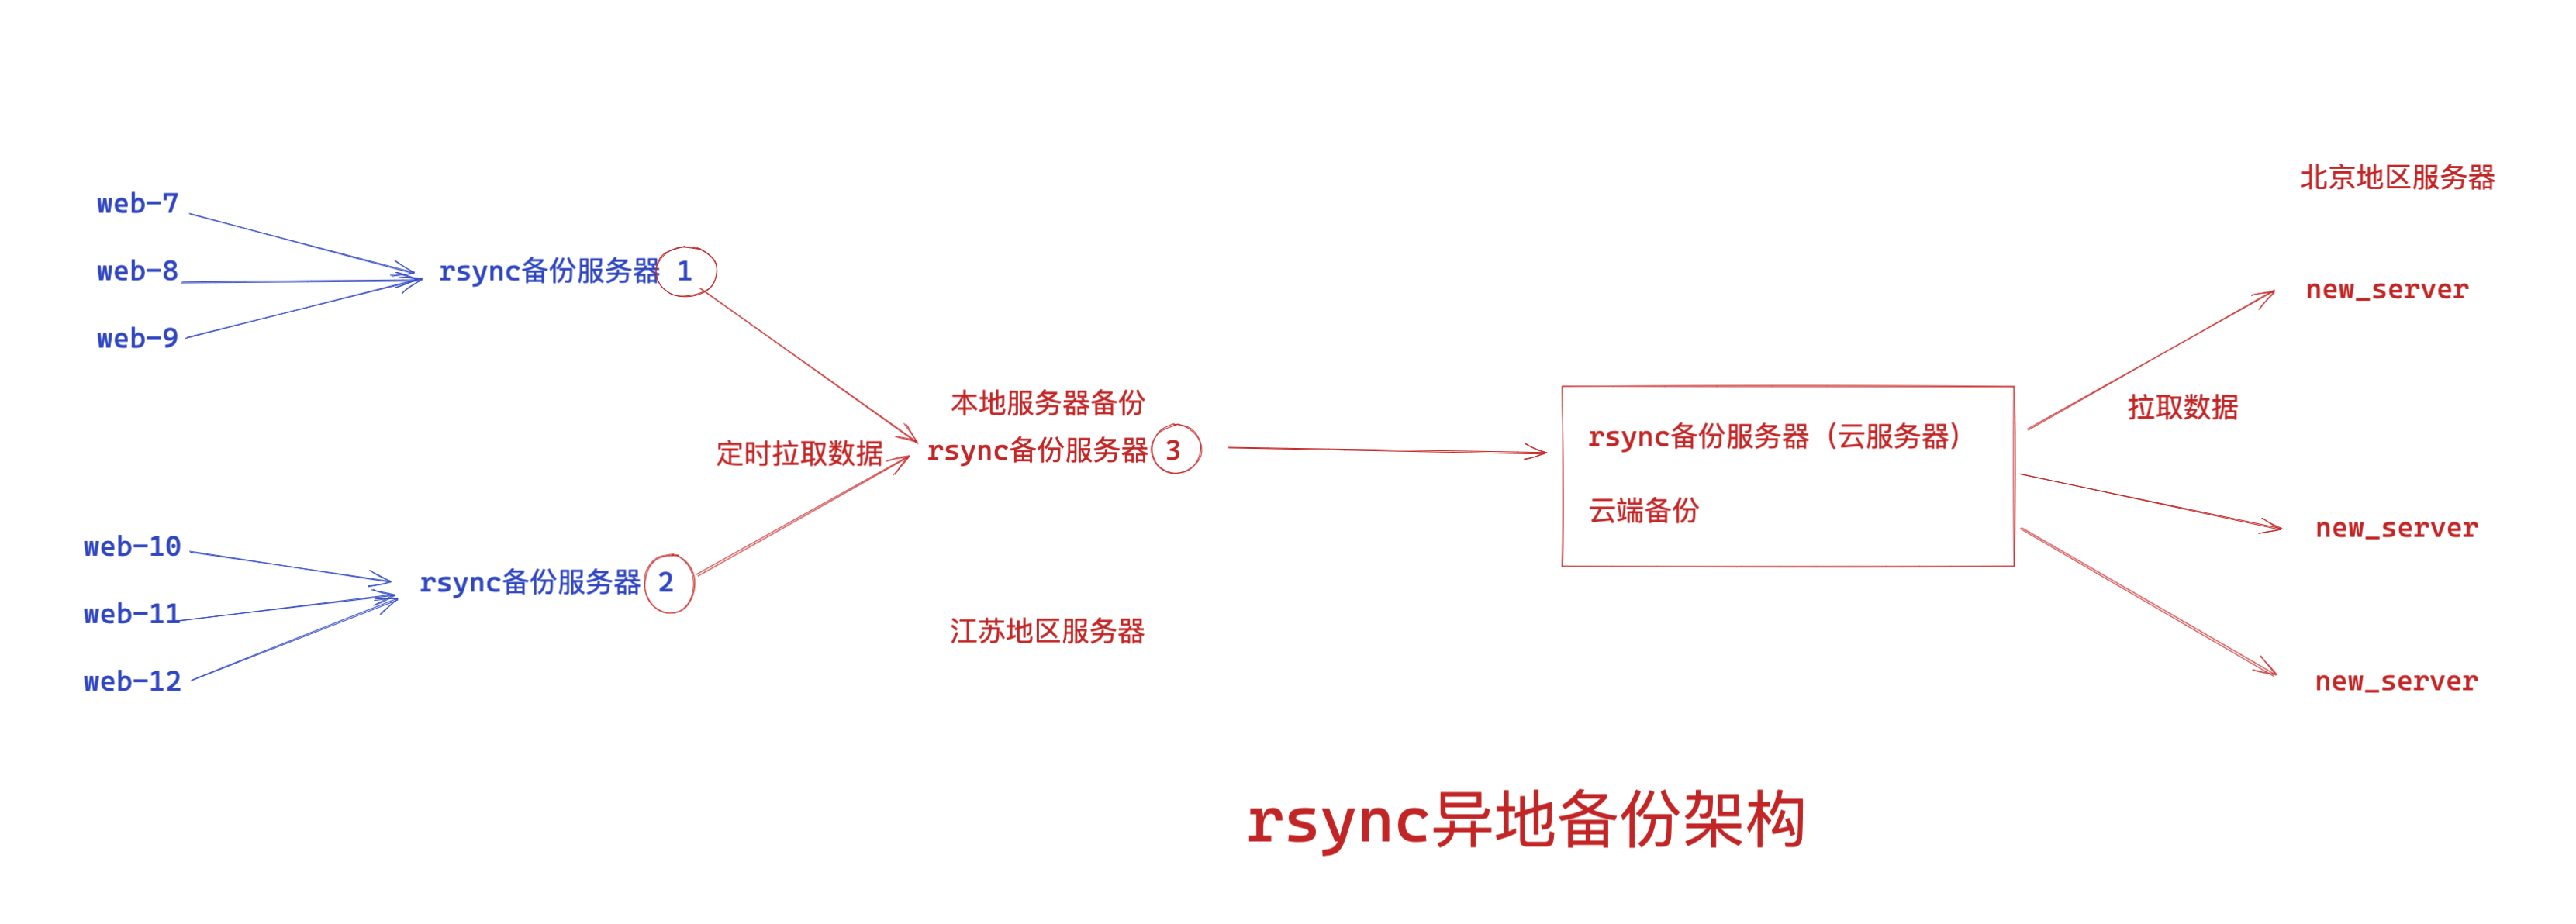 web-7
web-8
web-9
rsync备份服务器 1
web-10
web-11
web-12
rsync备份服务器 2
定时拉取数据
本地服务器备份
rsync备份服务器 3
江苏地区服务器
rsync备份服务器（云服务器）
云端备份
北京地区服务器
new_server
拉取数据
new_server
new_server
rsync异地备份架构